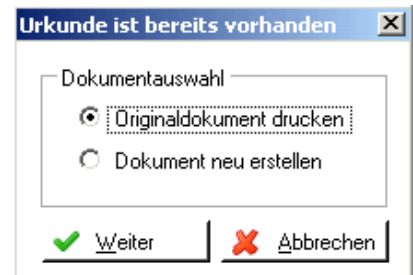 Urkunde ist bereits vorhanden
Dokumentauswahl
Originaldokument drucken
Dokument neu erstellen
Weiter Abbrechen